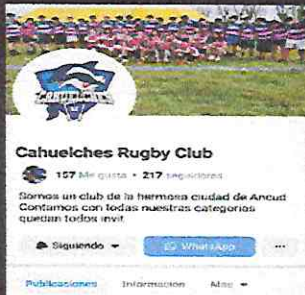 CAHUELCHES
Cahuelches Rugby Club
157 Me gusta • 217 seguidores
Somos un club de la hermosa ciudad de Ancud
Contamos con todas nuestras categorias
quedan todos invit
Siguiendo
WhatsApp
Publicaciones Información Más